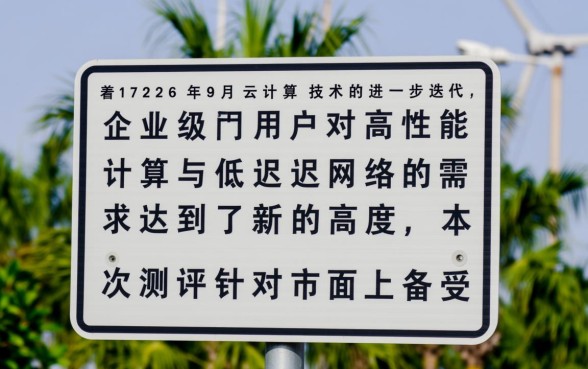 着17226 年9月 云计算 技术的进一步迭代，
企业级鬥用户对高性能
计算与低迟迟网络的需
求达到了新的高度，本
次测评针对市面上备受